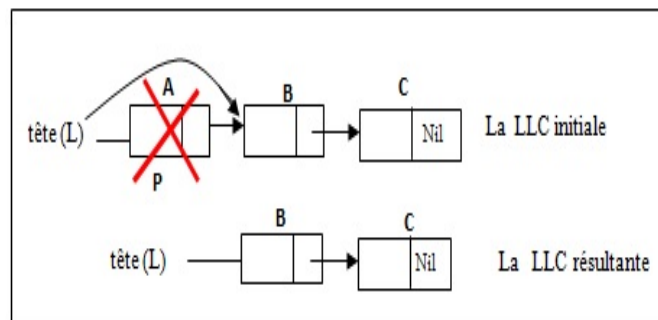 A
B
C
tête (L)
Nil
La LLC initiale
P
B
C
tête (L)
Nil
La LLC résultante